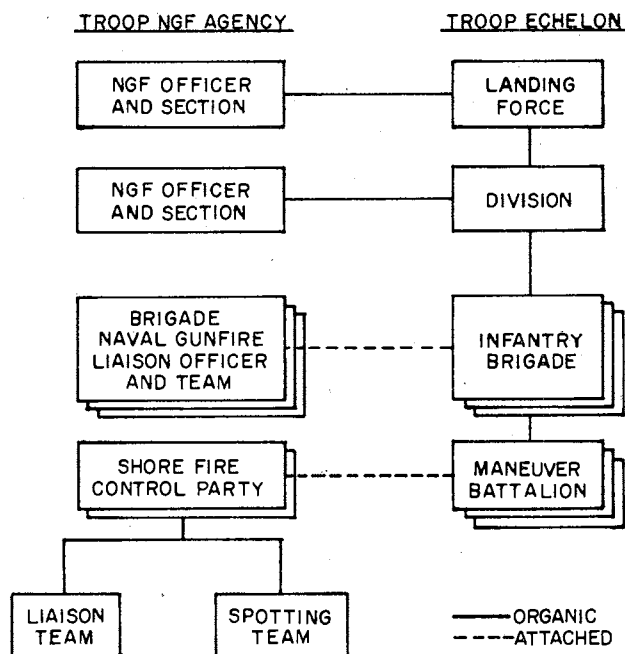 TROOP NGF AGENCY
TROOP ECHELON
NGF OFFICER
AND SECTION
LANDING
FORCE
NGF OFFICER
AND SECTION
DIVISION
BRIGADE
NAVAL GUNFIRE
LIAISON OFFICER
AND TEAM
INFANTRY
BRIGADE
SHORE FIRE
CONTROL PARTY
MANEUVER
BATTALION
LIAISON
TEAM
SPOTTING
TEAM
ORGANIC
ATTACHED